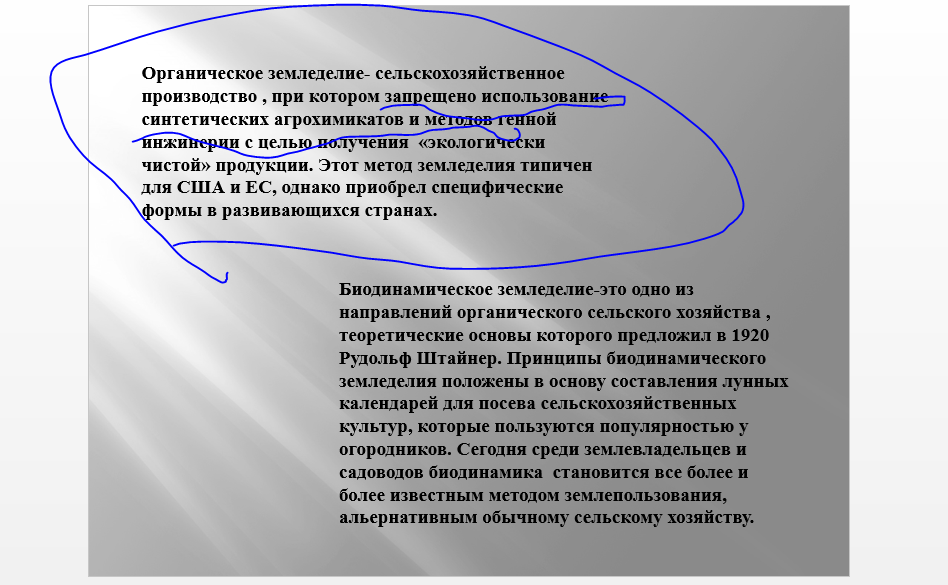 Органическое земледелие- сельскохозяйственное
производство , при котором запрещено использование
синтетических агрохимикатов и методов генной
инжинерии с целью получения «экологически
чистой» продукции. Этот метод земледелия типичен
для США и ЕС, однако приобрел специфические
формы в развивающихся странах.
Биодинамическое земледелие-это одно из
направлений органического сельского хозяйства ,
теоретические основы которого предложил в 1920
Рудольф Штайнер. Принципы биодинамического
земледелия положены в основу составления лунных
календарей для посева сельскохозяйственных
культур, которые пользуются популярностью у
огородников. Сегодня среди землевладельцев и
садоводов биодинамика становится все более и
более известным методом землепользования,
альернативным обычному сельскому хозяйству.